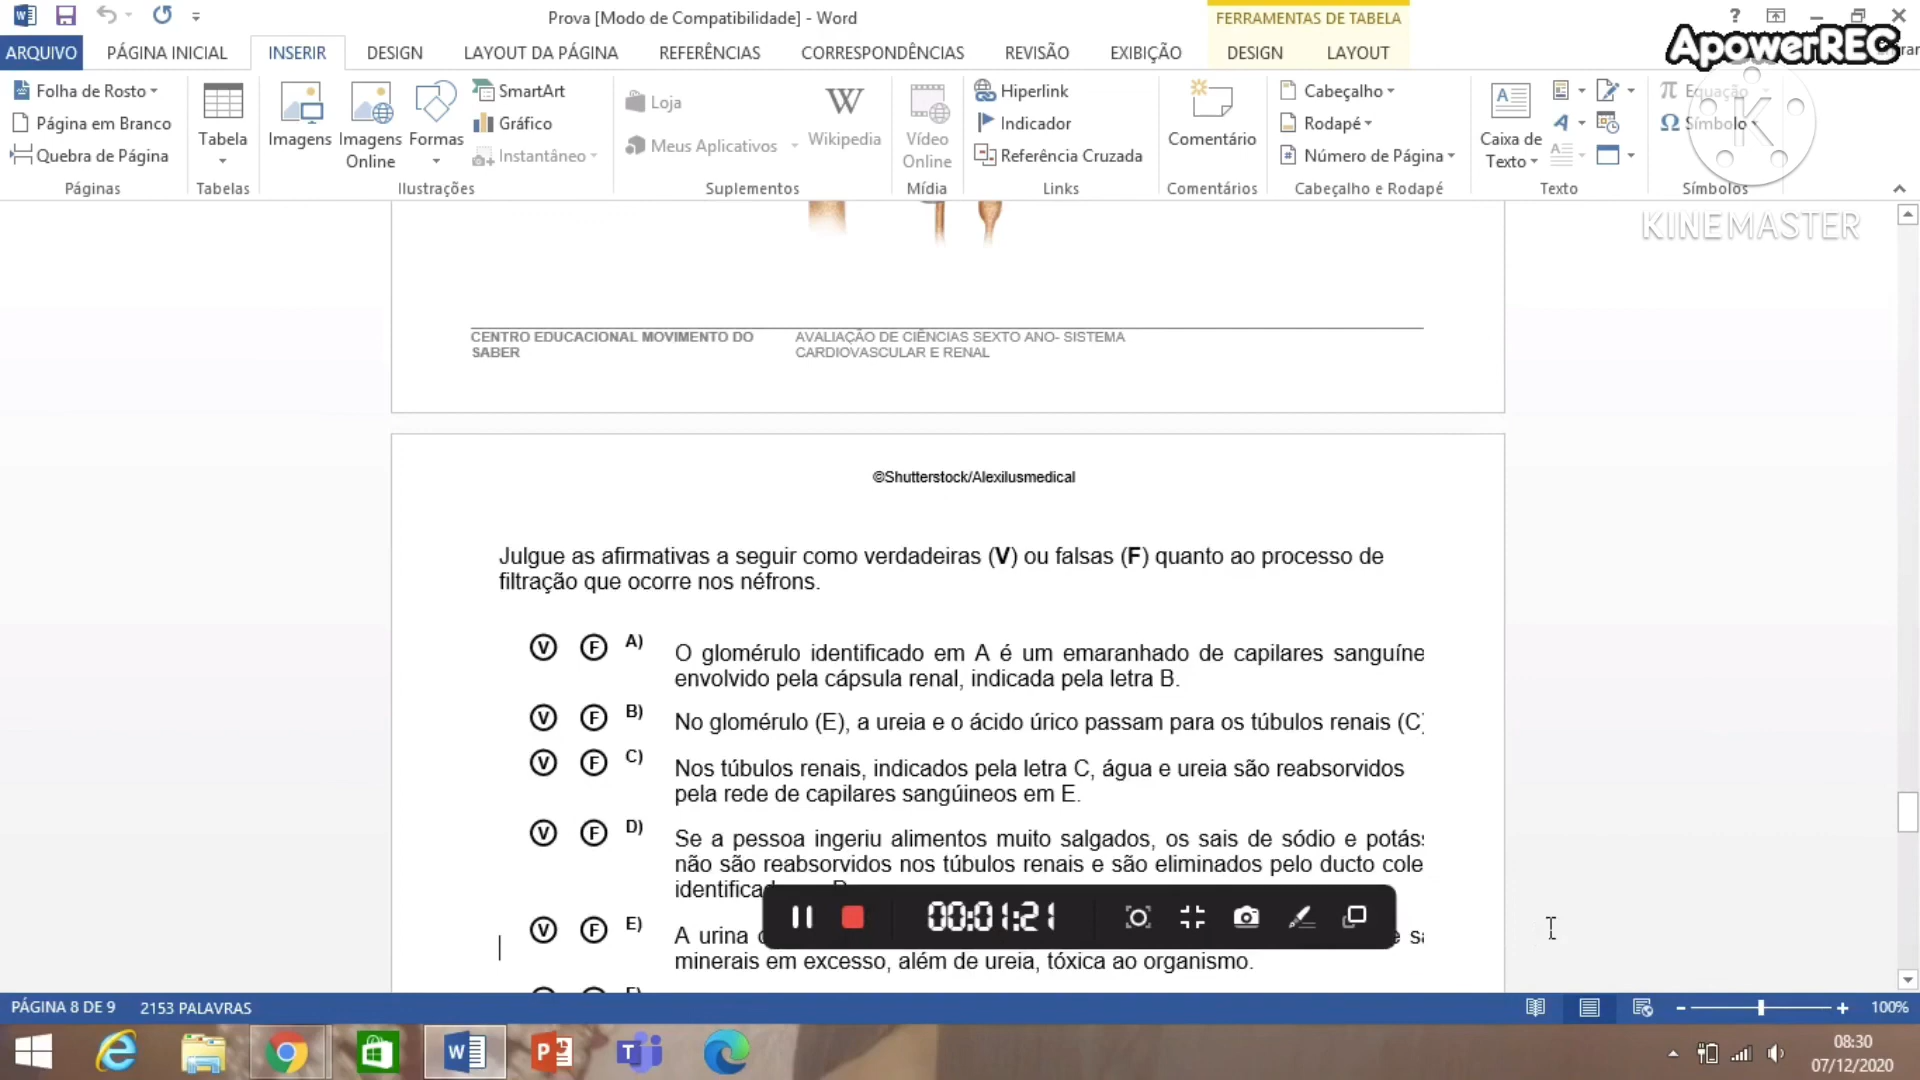 Prova [Modo de Compatibilidade] - Word
FERRAMENTAS DE TABELA
?
ApowerREC
ARQUIVO
PÁGINA INICIAL
INSERIR
DESIGN
LAYOUT DA PÁGINA
REFERÊNCIAS
CORRESPONDÊNCIAS
REVISÃO
EXIBIÇÃO
DESIGN
LAYOUT
Folha de Rosto
Página em Branco
Quebra de Página
Páginas
Tabela
Tabelas
Imagens
Imagens
Online
Formas
SmartArt
Gráfico
Instantâneo
Ilustrações
Loja
Meus Aplicativos
Wikipedia
Suplementos
Vídeo
Online
Mídia
Hiperlink
Indicador
Referência Cruzada
Links
Comentário
Comentários
Cabeçalho
Rodapé
Número de Página
Cabeçalho e Rodapé
Caixa de
Texto
Texto
π Equação
Ω Símbolo
Símbolos
K
KINEMASTER
CENTRO EDUCACIONAL MOVIMENTO DO
SABER
AVALIAÇÃO DE CIÊNCIAS SEXTO ANO- SISTEMA
CARDIOVASCULAR E RENAL
©Shutterstock/Alexilusmedical
Julgue as afirmativas a seguir como verdadeiras (V) ou falsas (F) quanto ao processo de
filtração que ocorre nos néfrons.
V F A) O glomérulo identificado em A é um emaranhado de capilares sanguíne
envolvido pela cápsula renal, indicada pela letra B.
V F B) No glomérulo (E), a ureia e o ácido úrico passam para os túbulos renais (C)
V F C) Nos túbulos renais, indicados pela letra C, água e ureia são reabsorvidos
pela rede de capilares sangúineos em E.
V F D) Se a pessoa ingeriu alimentos muito salgados, os sais de sódio e potás
não são reabsorvidos nos túbulos renais e são eliminados pelo ducto cole
V F E) A urina
minerais em excesso, além de ureia, tóxica ao organismo.
00:01:21
PÁGINA 8 DE 9
2153 PALAVRAS
100%
08:30
07/12/2020